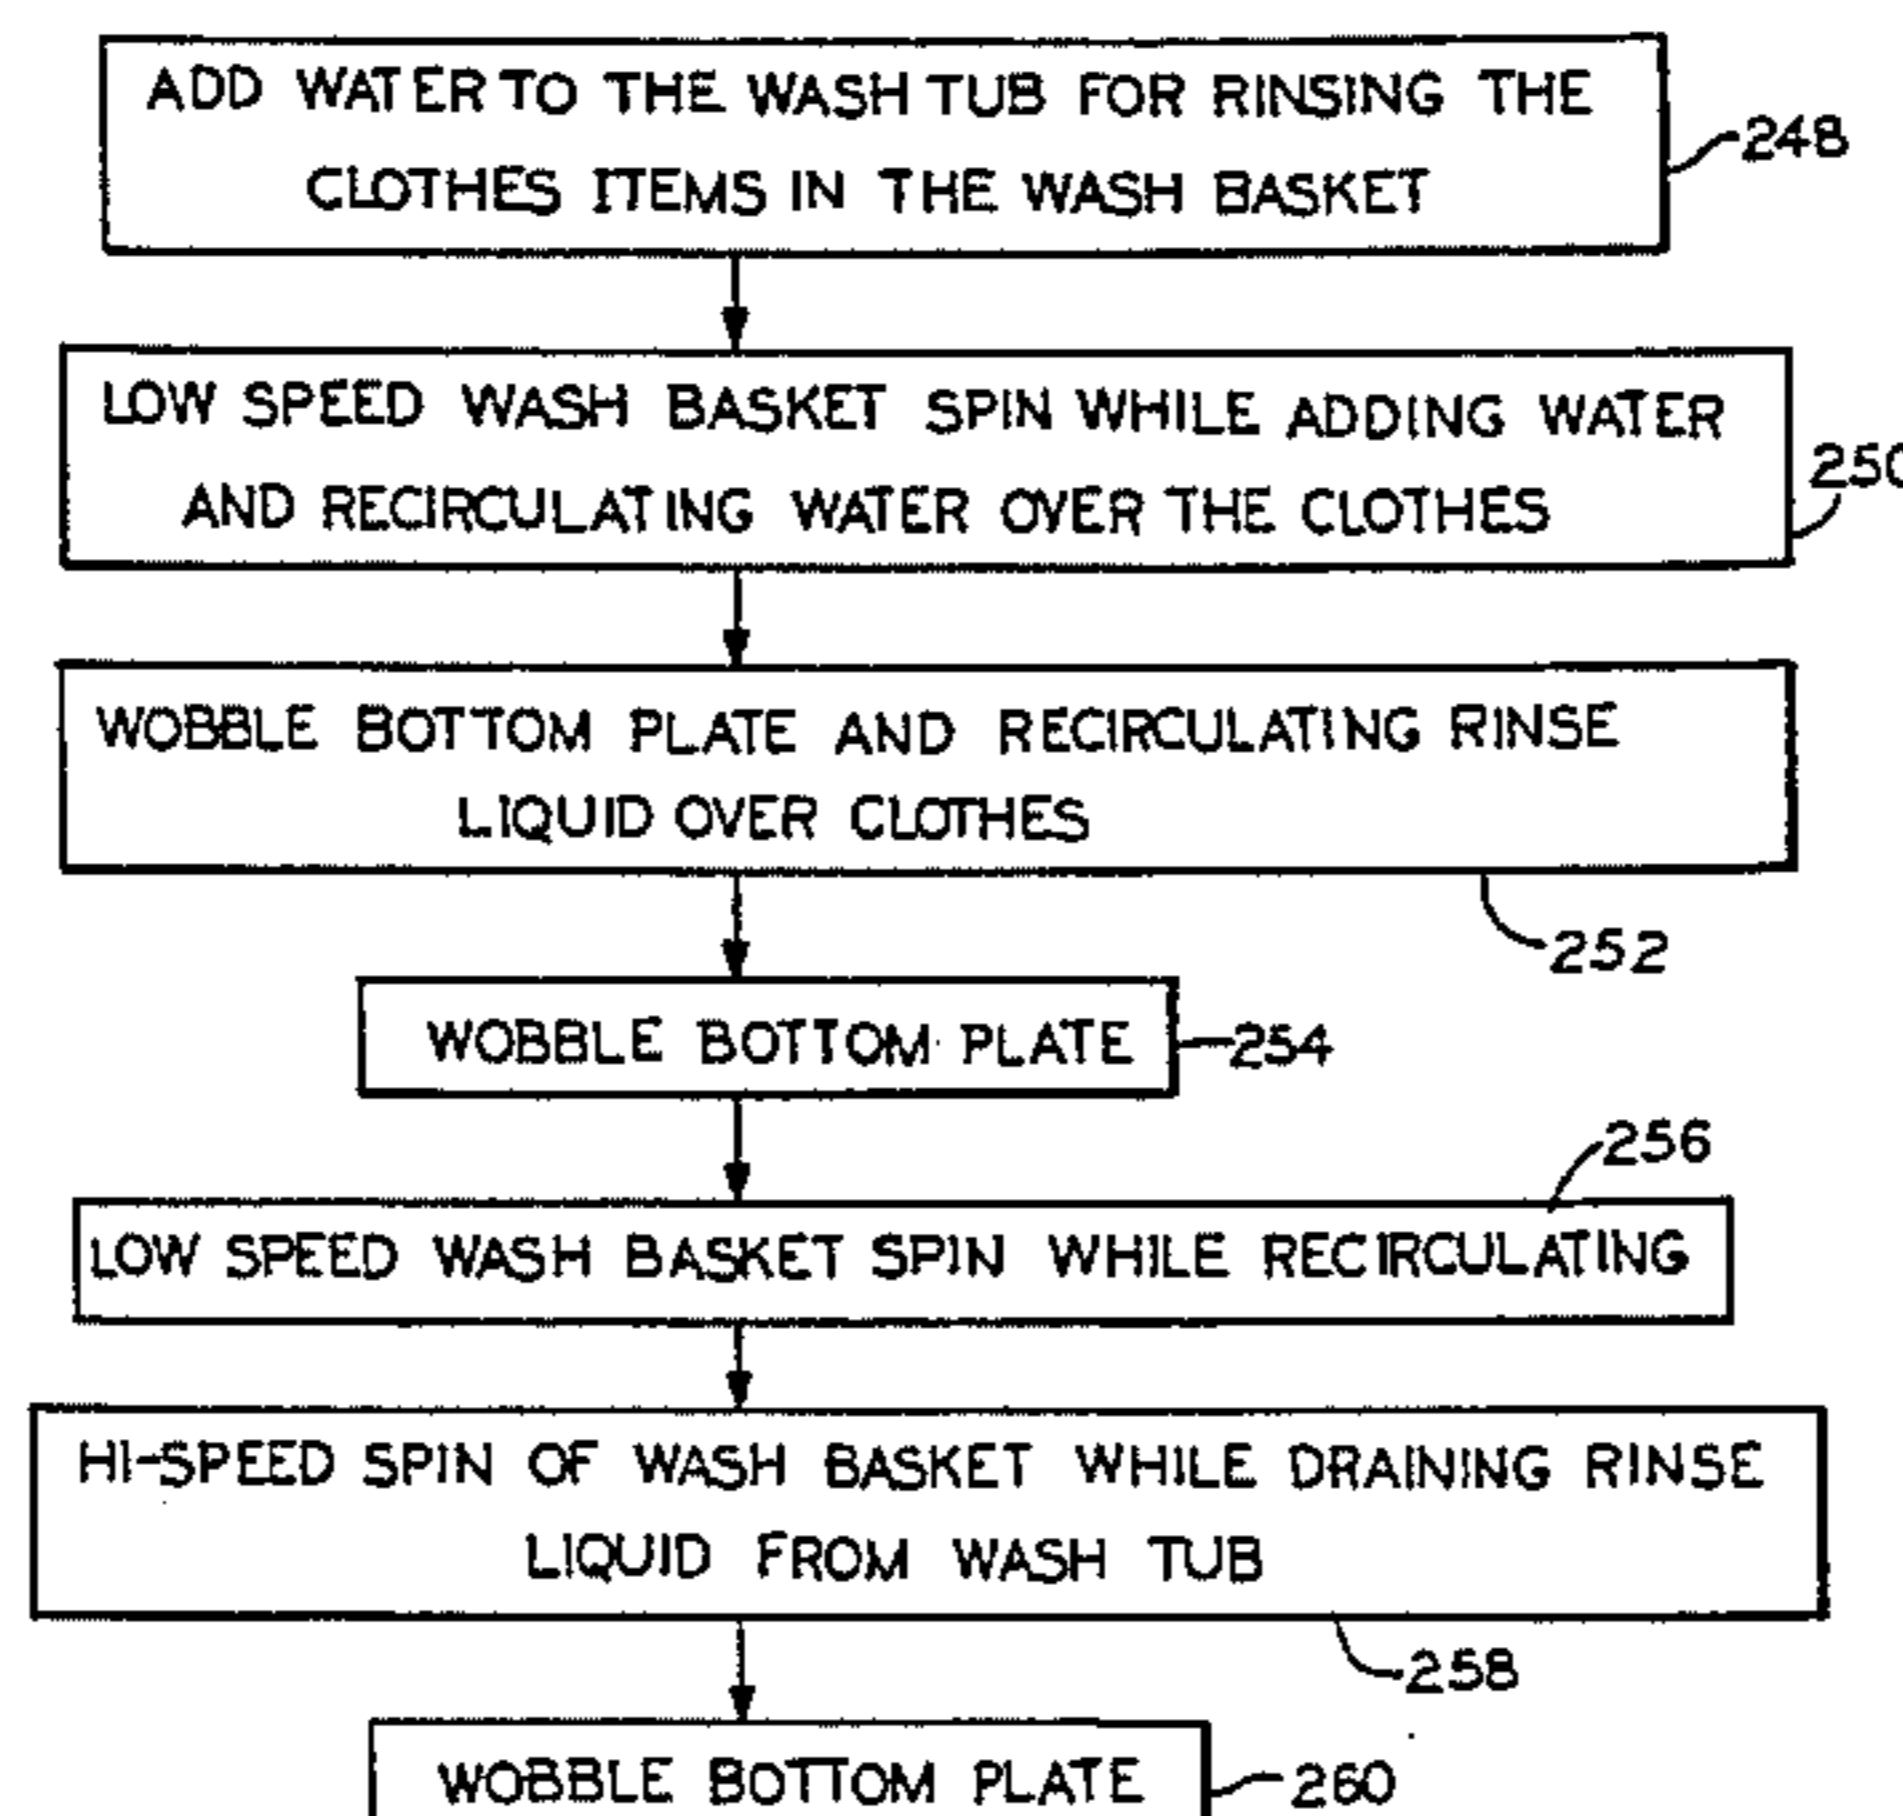 ADD WATER TO THE WASH TUB FOR RINSING THE
CLOTHES ITEMS IN THE WASH BASKET
248
LOW SPEED WASH BASKET SPIN WHILE ADDING WATER
AND RECIRCULATING WATER OVER THE CLOTHES
250
WOBBLE BOTTOM PLATE AND RECIRCULATING RINSE
LIQUID OVER CLOTHES
252
WOBBLE BOTTOM PLATE
254
256
LOW SPEED WASH BASKET SPIN WHILE RECIRCULATING
HI-SPEED SPIN OF WASH BASKET WHILE DRAINING RINSE
LIQUID FROM WASH TUB
258
WOBBLE BOTTOM PLATE
260